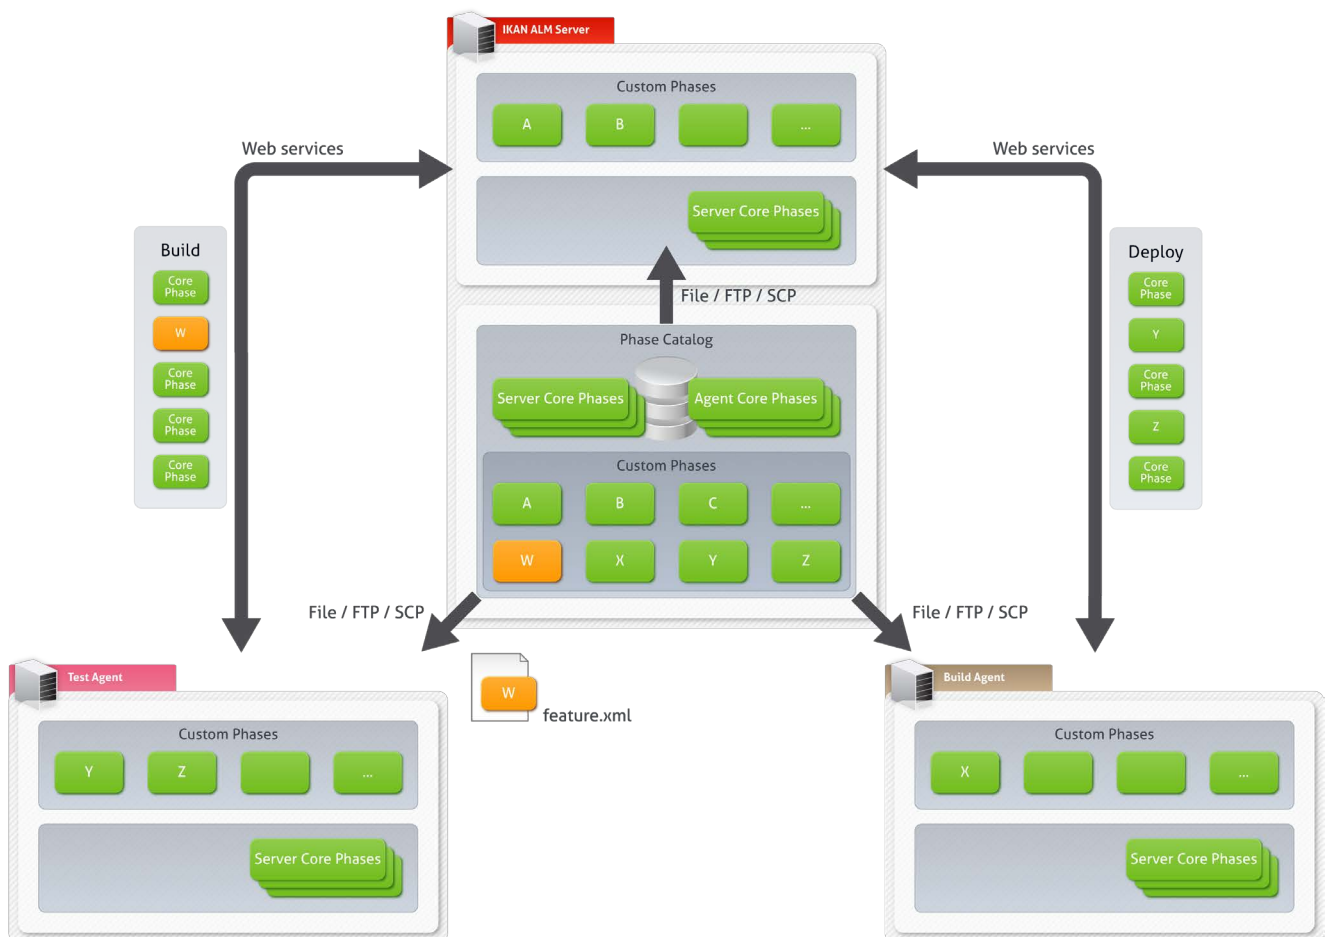 IKAN ALM Server
Custom Phases
A
B
...
Server Core Phases
Web services
Web services
Build
Core
Phase
W
Core
Phase
Core
Phase
Core
Phase
Deploy
Core
Phase
Y
Core
Phase
Z
Core
Phase
File / FTP / SCP
Phase Catalog
Server Core Phases
Agent Core Phases
Custom Phases
A
B
C
...
W
X
Y
Z
File / FTP / SCP
File / FTP / SCP
W
feature.xml
Test Agent
Custom Phases
Y
Z
...
Server Core Phases
Build Agent
Custom Phases
X
...
Server Core Phases